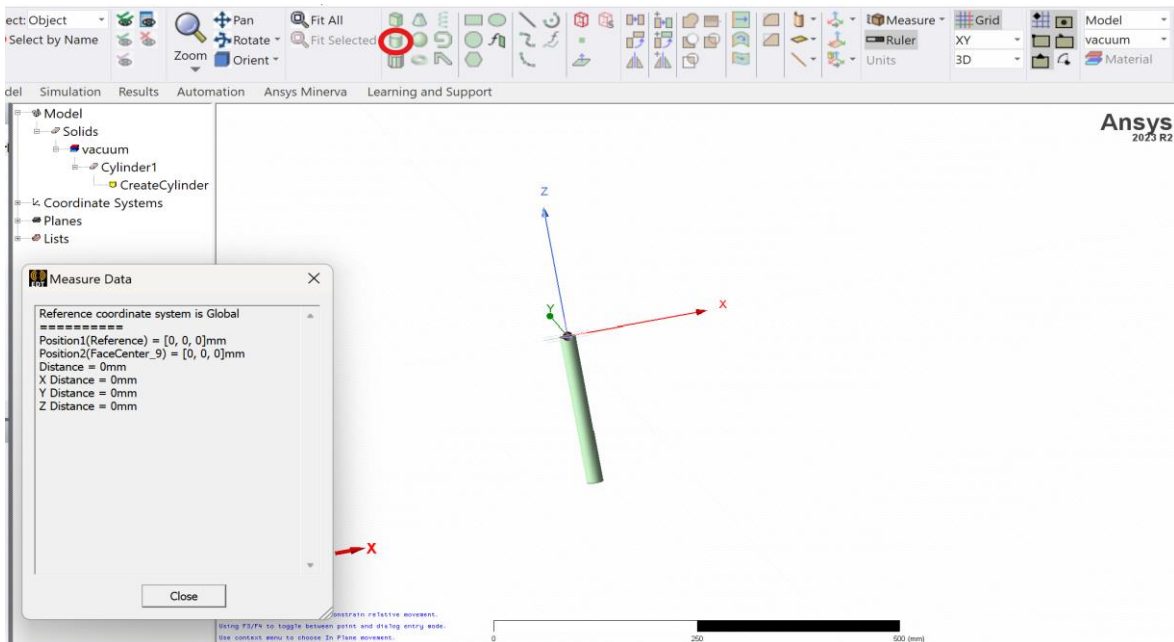 ect: Object
Pan
Fit All
Measure
Grid
Model
Select by Name
Rotate
Fit Selected
Ruler
XY
vacuum
Zoom
Orient
Units
3D
Material
del Simulation Results Automation Ansys Minerva Learning and Support
Model
Solids
vacuum
Cylinder1
CreateCylinder
Coordinate Systems
Planes
Lists
Ansys
2023 R2
Z
Y
X
Measure Data
Reference coordinate system is Global
==========
Position1(Reference) = [0, 0, 0]mm
Position2(FaceCenter_9) = [0, 0, 0]mm
Distance = 0mm
X Distance = 0mm
Y Distance = 0mm
Z Distance = 0mm
Close
X
onstrain relative movement.
Using F3/F4 to toggle between point and dialog entry mode.
Use context menu to choose In Plane movement.
0 250 500 (mm)